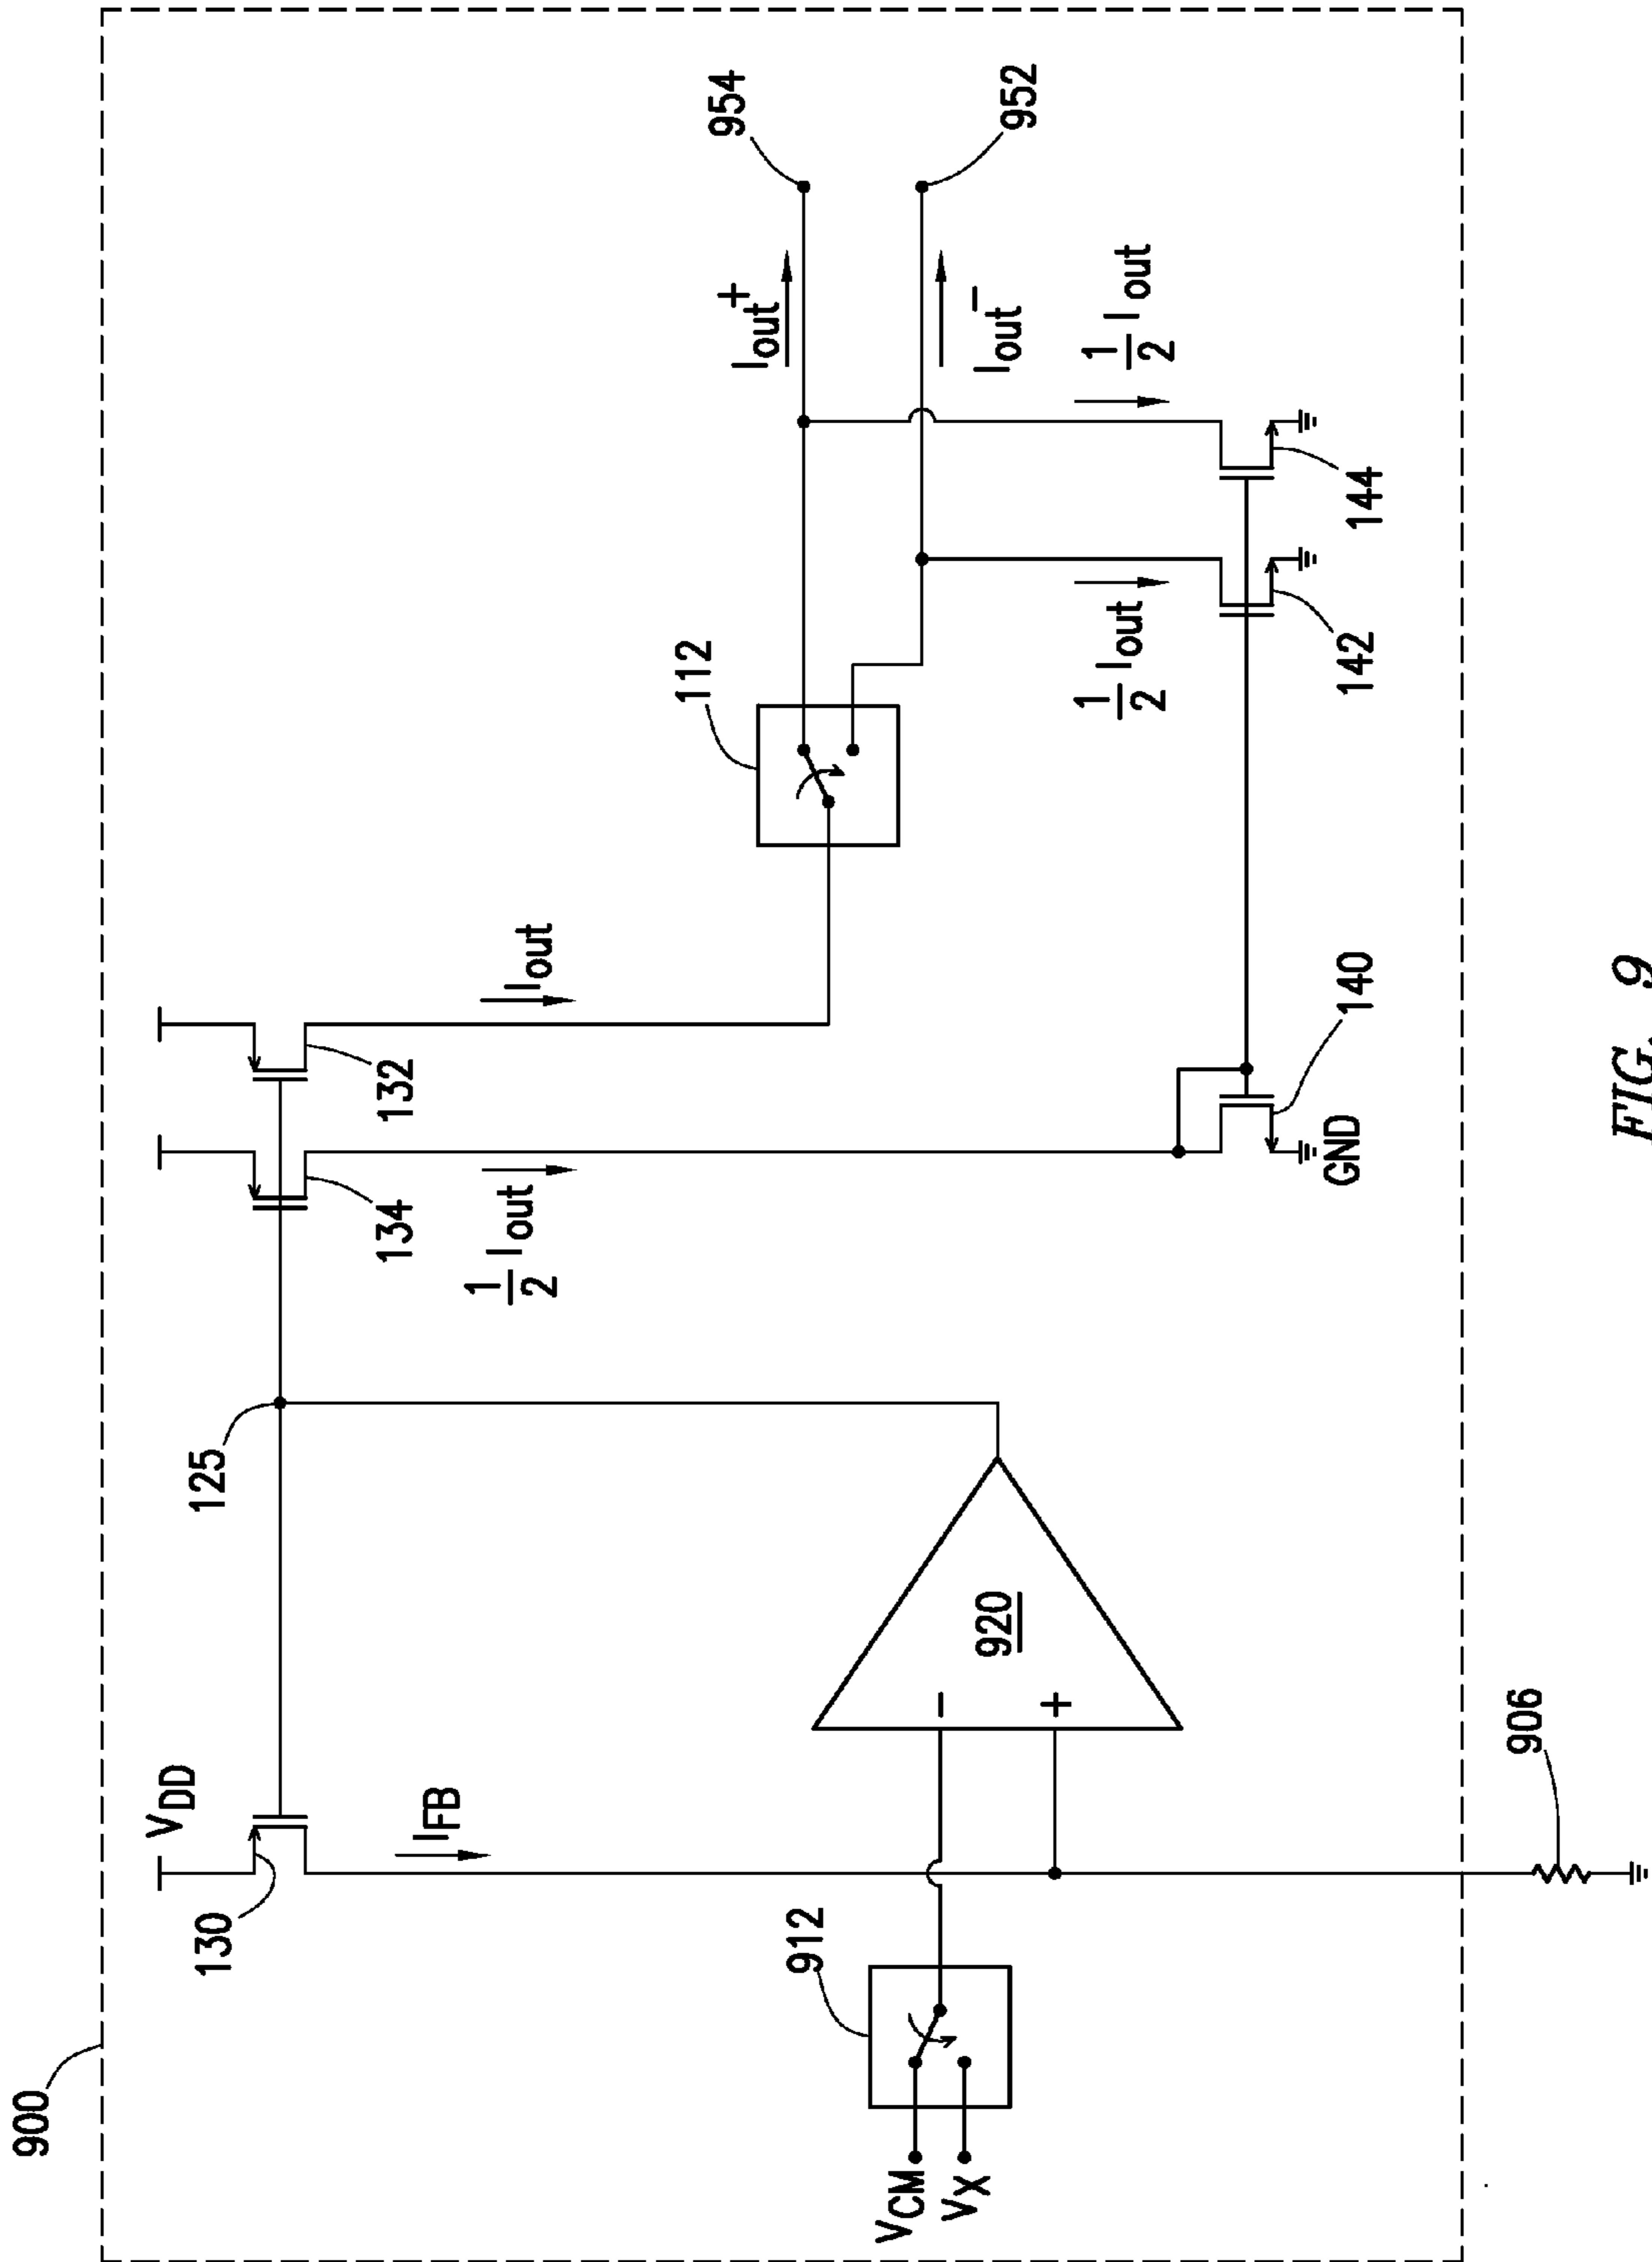 900
V_DD
130
I_FB
125
134
132
1/2 I_out
I_out
112
I_out^+
954
I_out^-
952
1/2 I_out
1/2 I_out
912
V_CM
V_X
920
-
+
GND
140
142
144
906
FIG. 9